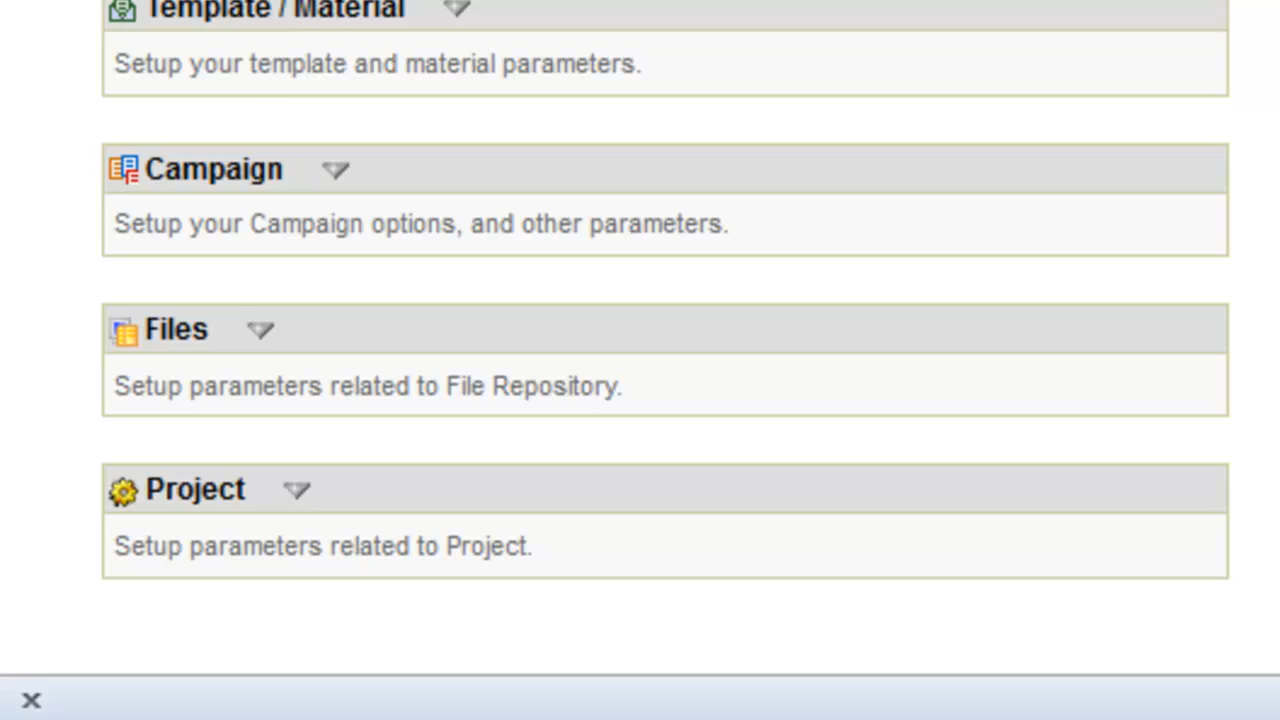 Template / Material
Setup your template and material parameters.
Campaign
Setup your Campaign options, and other parameters.
Files
Setup parameters related to File Repository.
Project
Setup parameters related to Project.